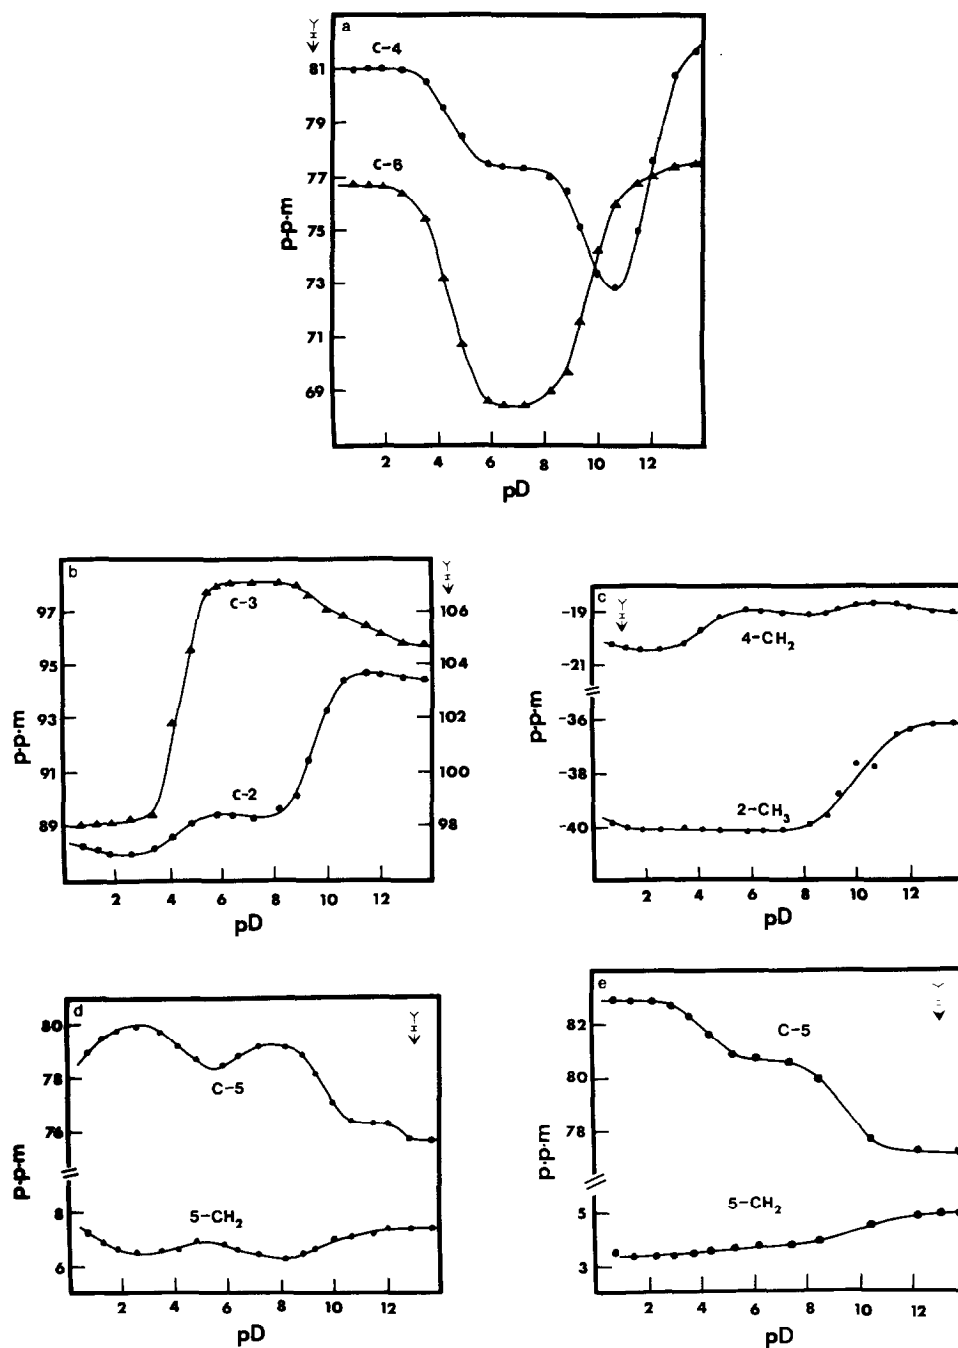 a
C-4
C-6
81
79
77
75
73
71
69
p·p·m
2 4 6 8 10 12
pD
b
C-3
C-2
97
95
93
91
89
106
104
102
100
98
p·p·m
2 4 6 8 10 12
pD
c
4-CH₂
2-CH₃
-19
-21
-36
-38
-40
p·p·m
2 4 6 8 10 12
pD
d
C-5
5-CH₂
80
78
76
8
6
p·p·m
2 4 6 8 10 12
pD
e
C-5
5-CH₂
82
80
78
5
3
p·p·m
2 4 6 8 10 12
pD